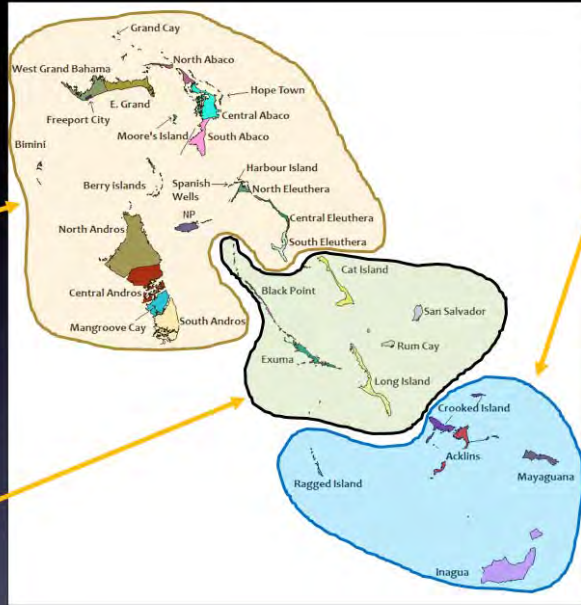 Grand Cay
North Abaco
West Grand Bahama
Hope Town
E. Grand
Central Abaco
Freeport City
Moore's Island
South Abaco
Bimini
Harbour Island
Berry islands
Spanish
Wells
North Eleuthera
NP
North Andros
Central Eleuthera
South Eleuthera
Cat Island
Central Andros
Black Point
San Salvador
Mangroove Cay
South Andros
Rum Cay
Exuma
Long Island
Crooked Island
Acklins
Ragged Island
Mayaguana
Inagua